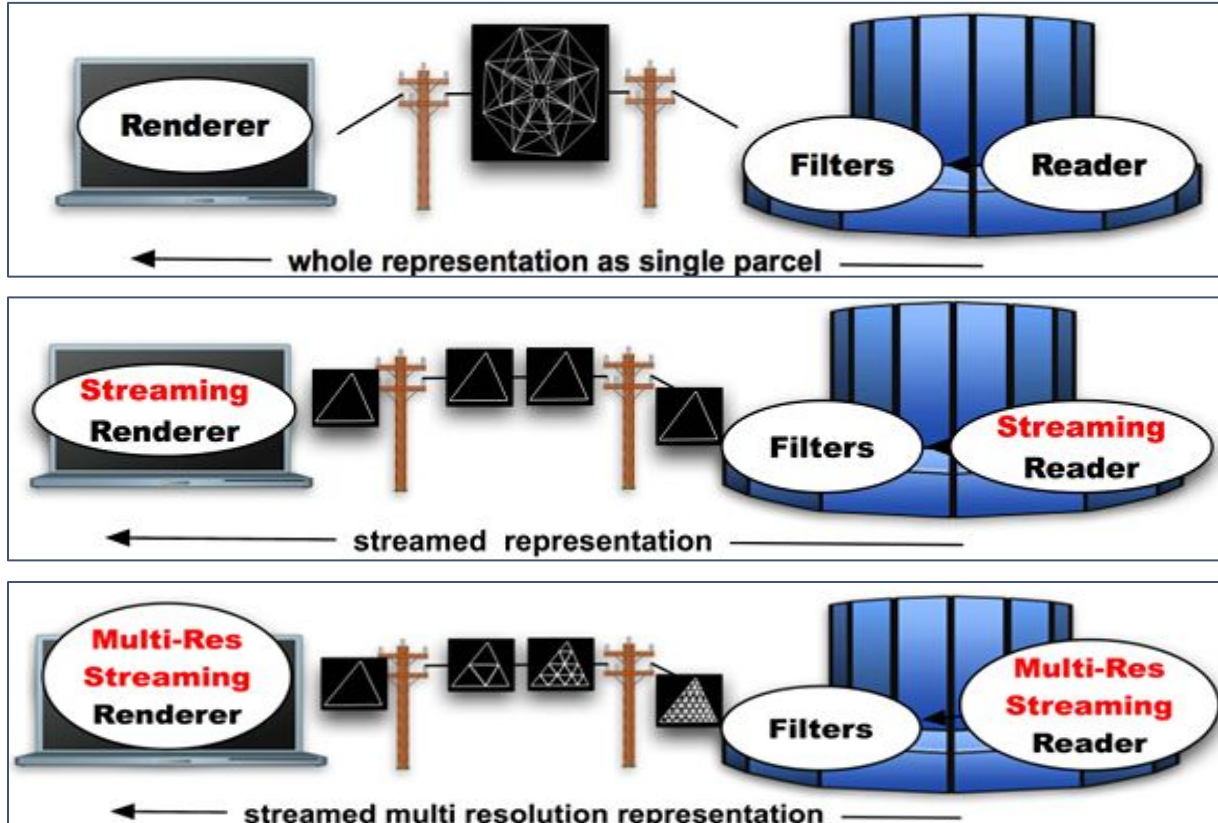 Renderer
Filters
Reader
whole representation as single parcel
Streaming
Renderer
Filters
Streaming
Reader
streamed representation
Multi-Res
Streaming
Renderer
Filters
Multi-Res
Streaming
Reader
streamed multi resolution representation